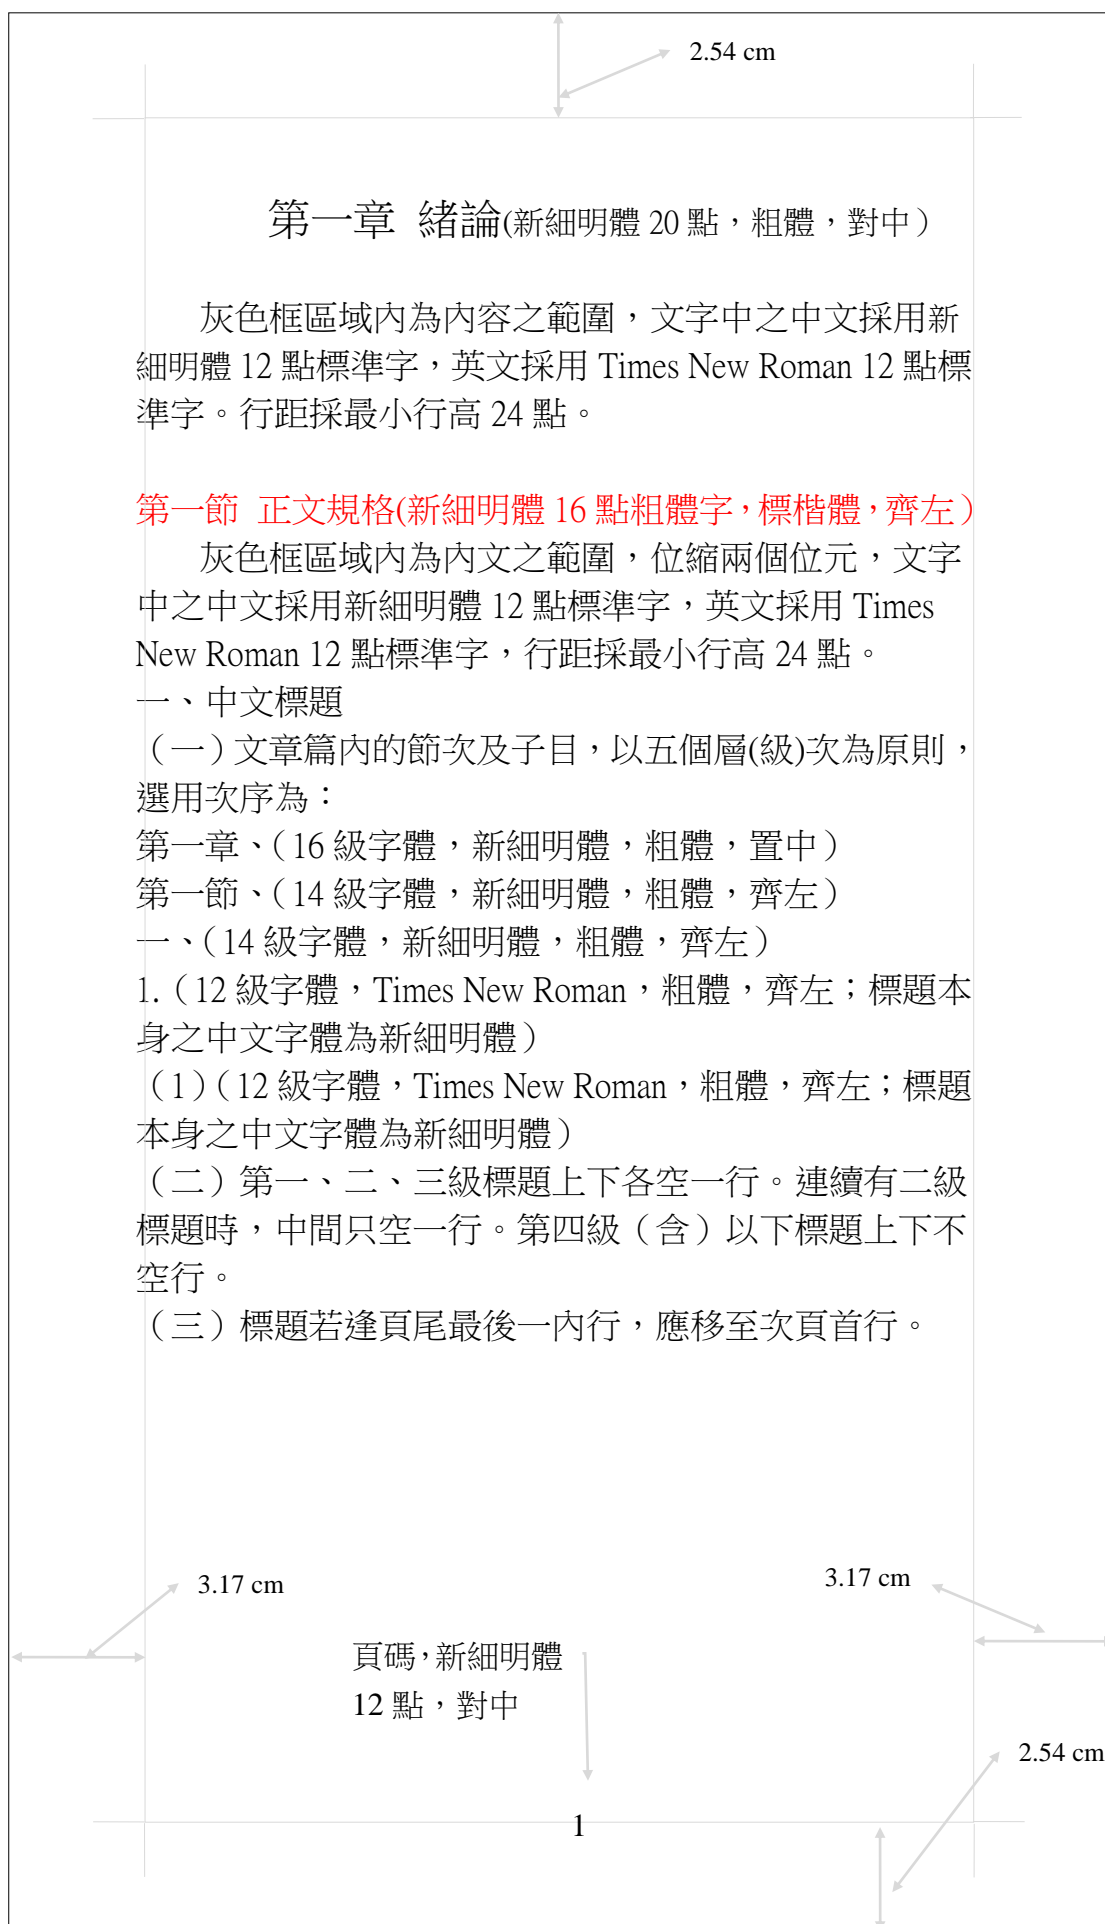 2.54 cm
第一章 緒論(新細明體 20 點，粗體，對中）
灰色框區域內為內容之範圍，文字中之中文採用新
細明體 12 點標準字，英文採用 Times New Roman 12 點標
準字。行距採最小行高 24 點。
第一節 正文規格(新細明體 16 點粗體字，標楷體，齊左）
灰色框區域內為內文之範圍，位縮兩個位元，文字
中之中文採用新細明體 12 點標準字，英文採用 Times
New Roman 12 點標準字，行距採最小行高 24 點。
一、中文標題
（一）文章篇內的節次及子目，以五個層(級)次為原則，
選用次序為：
第一章、（16 級字體，新細明體，粗體，置中）
第一節、（14 級字體，新細明體，粗體，齊左）
一、（14 級字體，新細明體，粗體，齊左）
1.（12 級字體，Times New Roman，粗體，齊左；標題本
身之中文字體為新細明體）
（1）（12 級字體，Times New Roman，粗體，齊左；標題
本身之中文字體為新細明體）
（二）第一、二、三級標題上下各空一行。連續有二級
標題時，中間只空一行。第四級（含）以下標題上下不
空行。
（三）標題若逢頁尾最後一內行，應移至次頁首行。
3.17 cm
3.17 cm
頁碼，新細明體
12 點，對中
2.54 cm
1